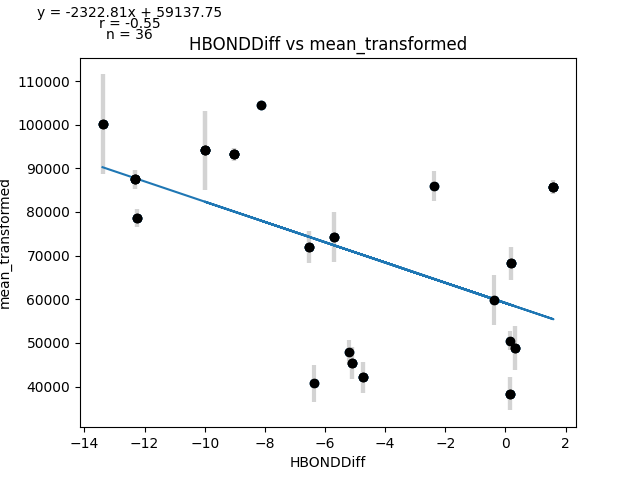 y = -2322.81x + 59137.75
r = -0.55
n = 36
HBONDDiff vs mean_transformed
110000
100000
90000
80000
70000
60000
50000
40000
mean_transformed
−14 −12 −10 −8 −6 −4 −2 0 2
HBONDDiff